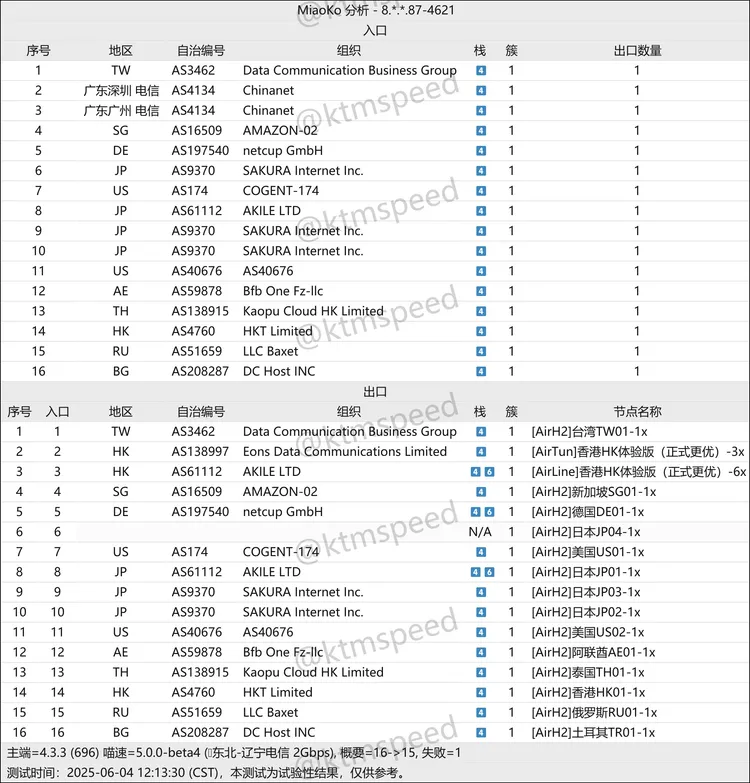 MiaoKo 分析 - 8.*.*.87-4621
入口
序号 地区 自治编号 组织 栈 簇 出口数量
1 TW AS3462 Data Communication Business Group 4 1 1
2 广东深圳 电信 AS4134 Chinanet 4 1 1
3 广东广州 电信 AS4134 Chinanet 4 1 1
4 SG AS16509 AMAZON-02 4 1 1
5 DE AS197540 netcup GmbH 4 1 1
6 JP AS9370 SAKURA Internet Inc. 4 1 1
7 US AS174 COGENT-174 4 1 1
8 JP AS61112 AKILE LTD 4 1 1
9 JP AS9370 SAKURA Internet Inc. 4 1 1
10 JP AS9370 SAKURA Internet Inc. 4 1 1
11 US AS40676 AS40676 4 1 1
12 AE AS59878 Bfb One Fz-llc 4 1 1
13 TH AS138915 Kaopu Cloud HK Limited 4 1 1
14 HK AS4760 HKT Limited 4 1 1
15 RU AS51659 LLC Baxet 4 1 1
16 BG AS208287 DC Host INC 4 1 1
出口
序号 入口 地区 自治编号 组织 栈 簇 节点名称
1 1 TW AS3462 Data Communication Business Group 4 1 [AirH2]台湾TW01-1x
2 2 HK AS138997 Eons Data Communications Limited 4 1 [AirTun]香港HK体验版（正式更优）-3x
3 3 HK AS61112 AKILE LTD 4 6 1 [AirLine]香港HK体验版（正式更优）-6x
4 4 SG AS16509 AMAZON-02 4 1 [AirH2]新加坡SG01-1x
5 5 DE AS197540 netcup GmbH 4 6 1 [AirH2]德国DE01-1x
6 6 N/A 1 [AirH2]日本JP04-1x
7 7 US AS174 COGENT-174 4 1 [AirH2]美国US01-1x
8 8 JP AS61112 AKILE LTD 4 6 1 [AirH2]日本JP01-1x
9 9 JP AS9370 SAKURA Internet Inc. 4 1 [AirH2]日本JP03-1x
10 10 JP AS9370 SAKURA Internet Inc. 4 1 [AirH2]日本JP02-1x
11 11 US AS40676 AS40676 4 1 [AirH2]美国US02-1x
12 12 AE AS59878 Bfb One Fz-llc 4 1 [AirH2]阿联酋AE01-1x
13 13 TH AS138915 Kaopu Cloud HK Limited 4 1 [AirH2]泰国TH01-1x
14 14 HK AS4760 HKT Limited 4 1 [AirH2]香港HK01-1x
15 15 RU AS51659 LLC Baxet 4 1 [AirH2]俄罗斯RU01-1x
16 16 BG AS208287 DC Host INC 4 1 [AirH2]土耳其TR01-1x
主端=4.3.3 (696) 喵速=5.0.0-beta4 (东北-辽宁电信 2Gbps), 概要=16->15, 失败=1
测试时间：2025-06-04 12:13:30 (CST)，本测试为试验性结果，仅供参考。
@ktmspeed
@ktmspeed
@ktmspeed
@ktmspeed
@ktmspeed
@ktmspeed
@ktmspeed
@ktmspeed